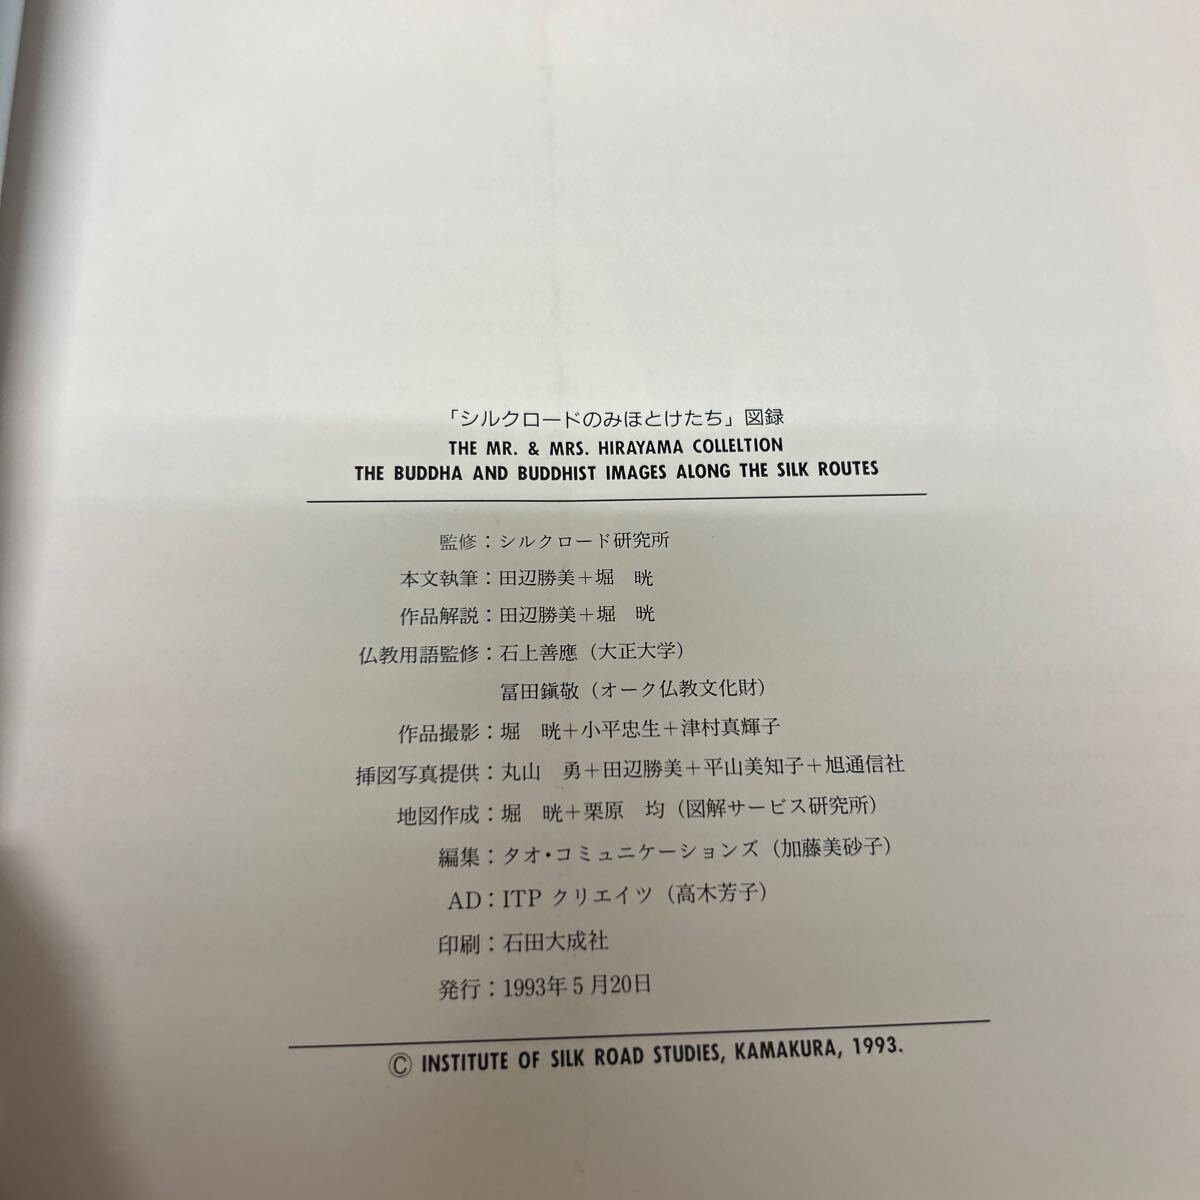 「シルクロードのみほとけたち」図録
THE MR. & MRS. HIRAYAMA COLLELTION
THE BUDDHA AND BUDDHIST IMAGES ALONG THE SILK ROUTES
監修：シルクロード研究所
本文執筆：田辺勝美＋堀　晄
作品解説：田辺勝美＋堀　晄
仏教用語監修：石上善應（大正大学）
冨田鎭敬（オーク仏教文化財）
作品撮影：堀　晄＋小平忠生＋津村真輝子
挿図写真提供：丸山　勇＋田辺勝美＋平山美知子＋旭通信社
地図作成：堀　晄＋栗原　均（図解サービス研究所）
編集：タオ・コミュニケーションズ（加藤美砂子）
AD：ITP クリエイツ（高木芳子）
印刷：石田大成社
発行：1993年5月20日
© INSTITUTE OF SILK ROAD STUDIES, KAMAKURA, 1993.